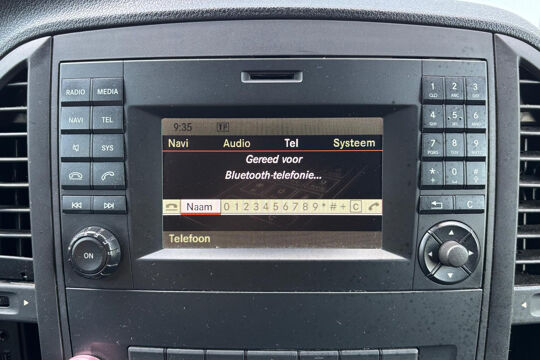 RADIO MEDIA
NAVI TEL
SYS
ON
9:35 TP
Navi Audio Tel Systeem
Gereed voor
Bluetooth-telefonie...
Naam 0 1 2 3 4 5 6 7 8 9 * # + C
Telefoon
1 2 3
4 5 6
7 8 9
* 0 #
C